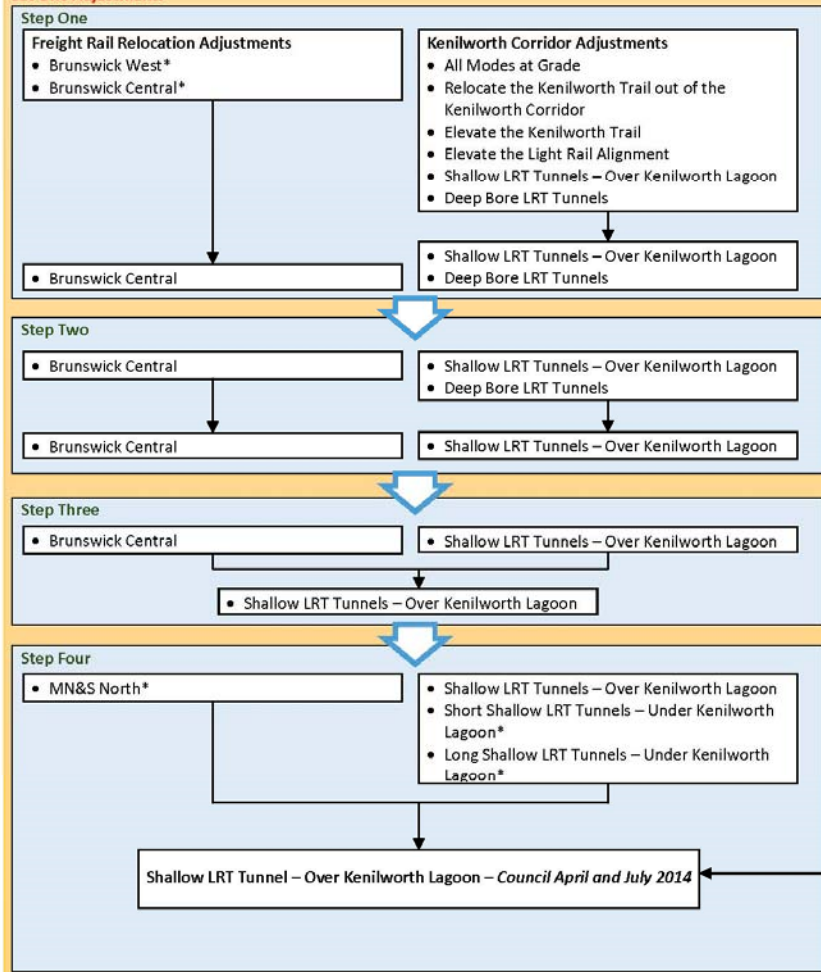 Step One
Freight Rail Relocation Adjustments
• Brunswick West*
• Brunswick Central*
Kenilworth Corridor Adjustments
• All Modes at Grade
• Relocate the Kenilworth Trail out of the
Kenilworth Corridor
• Elevate the Kenilworth Trail
• Elevate the Light Rail Alignment
• Shallow LRT Tunnels – Over Kenilworth Lagoon
• Deep Bore LRT Tunnels
• Brunswick Central
• Shallow LRT Tunnels – Over Kenilworth Lagoon
• Deep Bore LRT Tunnels
Step Two
• Brunswick Central
• Shallow LRT Tunnels – Over Kenilworth Lagoon
• Deep Bore LRT Tunnels
• Brunswick Central
• Shallow LRT Tunnels – Over Kenilworth Lagoon
Step Three
• Brunswick Central
• Shallow LRT Tunnels – Over Kenilworth Lagoon
• Shallow LRT Tunnels – Over Kenilworth Lagoon
Step Four
• MN&S North*
• Shallow LRT Tunnels – Over Kenilworth Lagoon
• Short Shallow LRT Tunnels – Under Kenilworth
Lagoon*
• Long Shallow LRT Tunnels – Under Kenilworth
Lagoon*
Shallow LRT Tunnel – Over Kenilworth Lagoon – Council April and July 2014